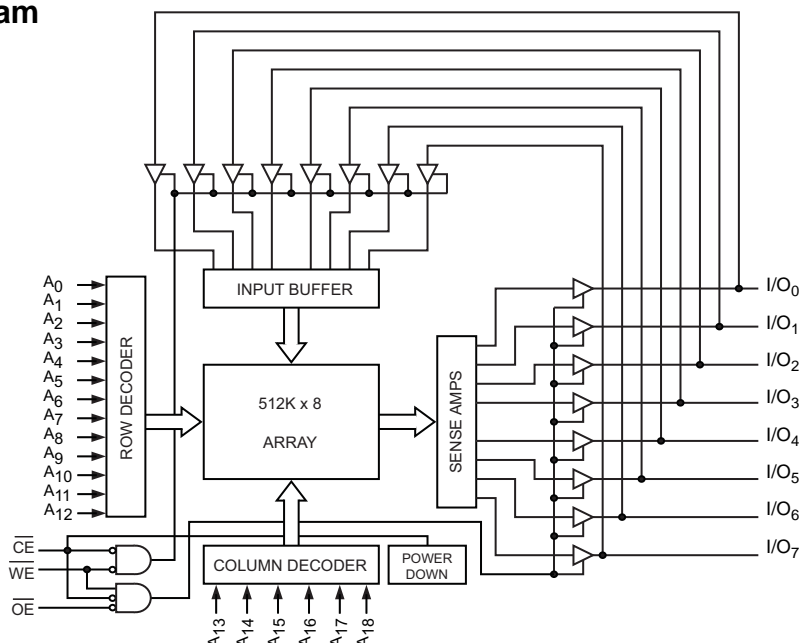 am
INPUT BUFFER
A0
A1
A2
A3
A4
A5
A6
A7
A8
A9
A10
A11
A12
ROW DECODER
512K x 8
ARRAY
SENSE AMPS
I/O0
I/O1
I/O2
I/O3
I/O4
I/O5
I/O6
I/O7
CE
WE
OE
COLUMN DECODER
POWER
DOWN
A13
A14
A15
A16
A17
A18